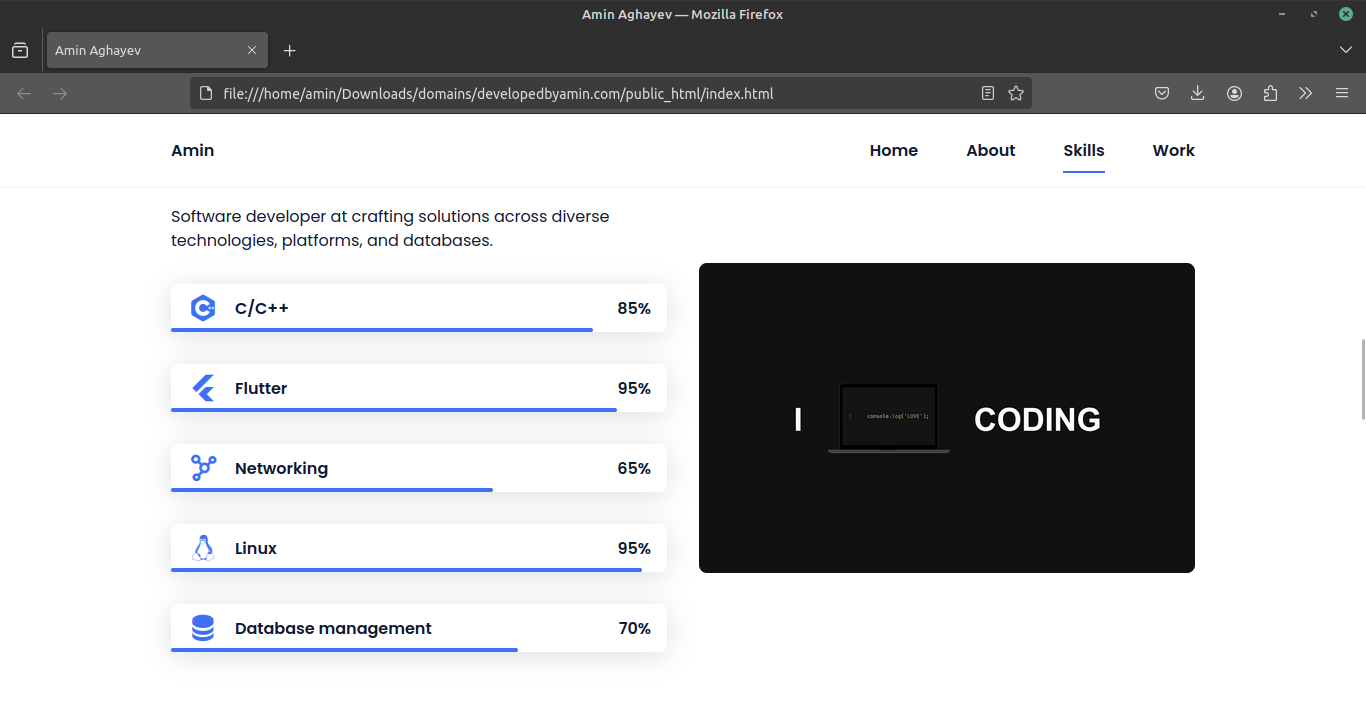 Amin Aghayev — Mozilla Firefox
Amin Aghayev
file:///home/amin/Downloads/domains/developedbyamin.com/public_html/index.html
Amin
Home About Skills Work
Software developer at crafting solutions across diverse
technologies, platforms, and databases.
C/C++ 85%
Flutter 95%
Networking 65%
Linux 95%
Database management 70%
I
1 console.log('LOVE');
CODING